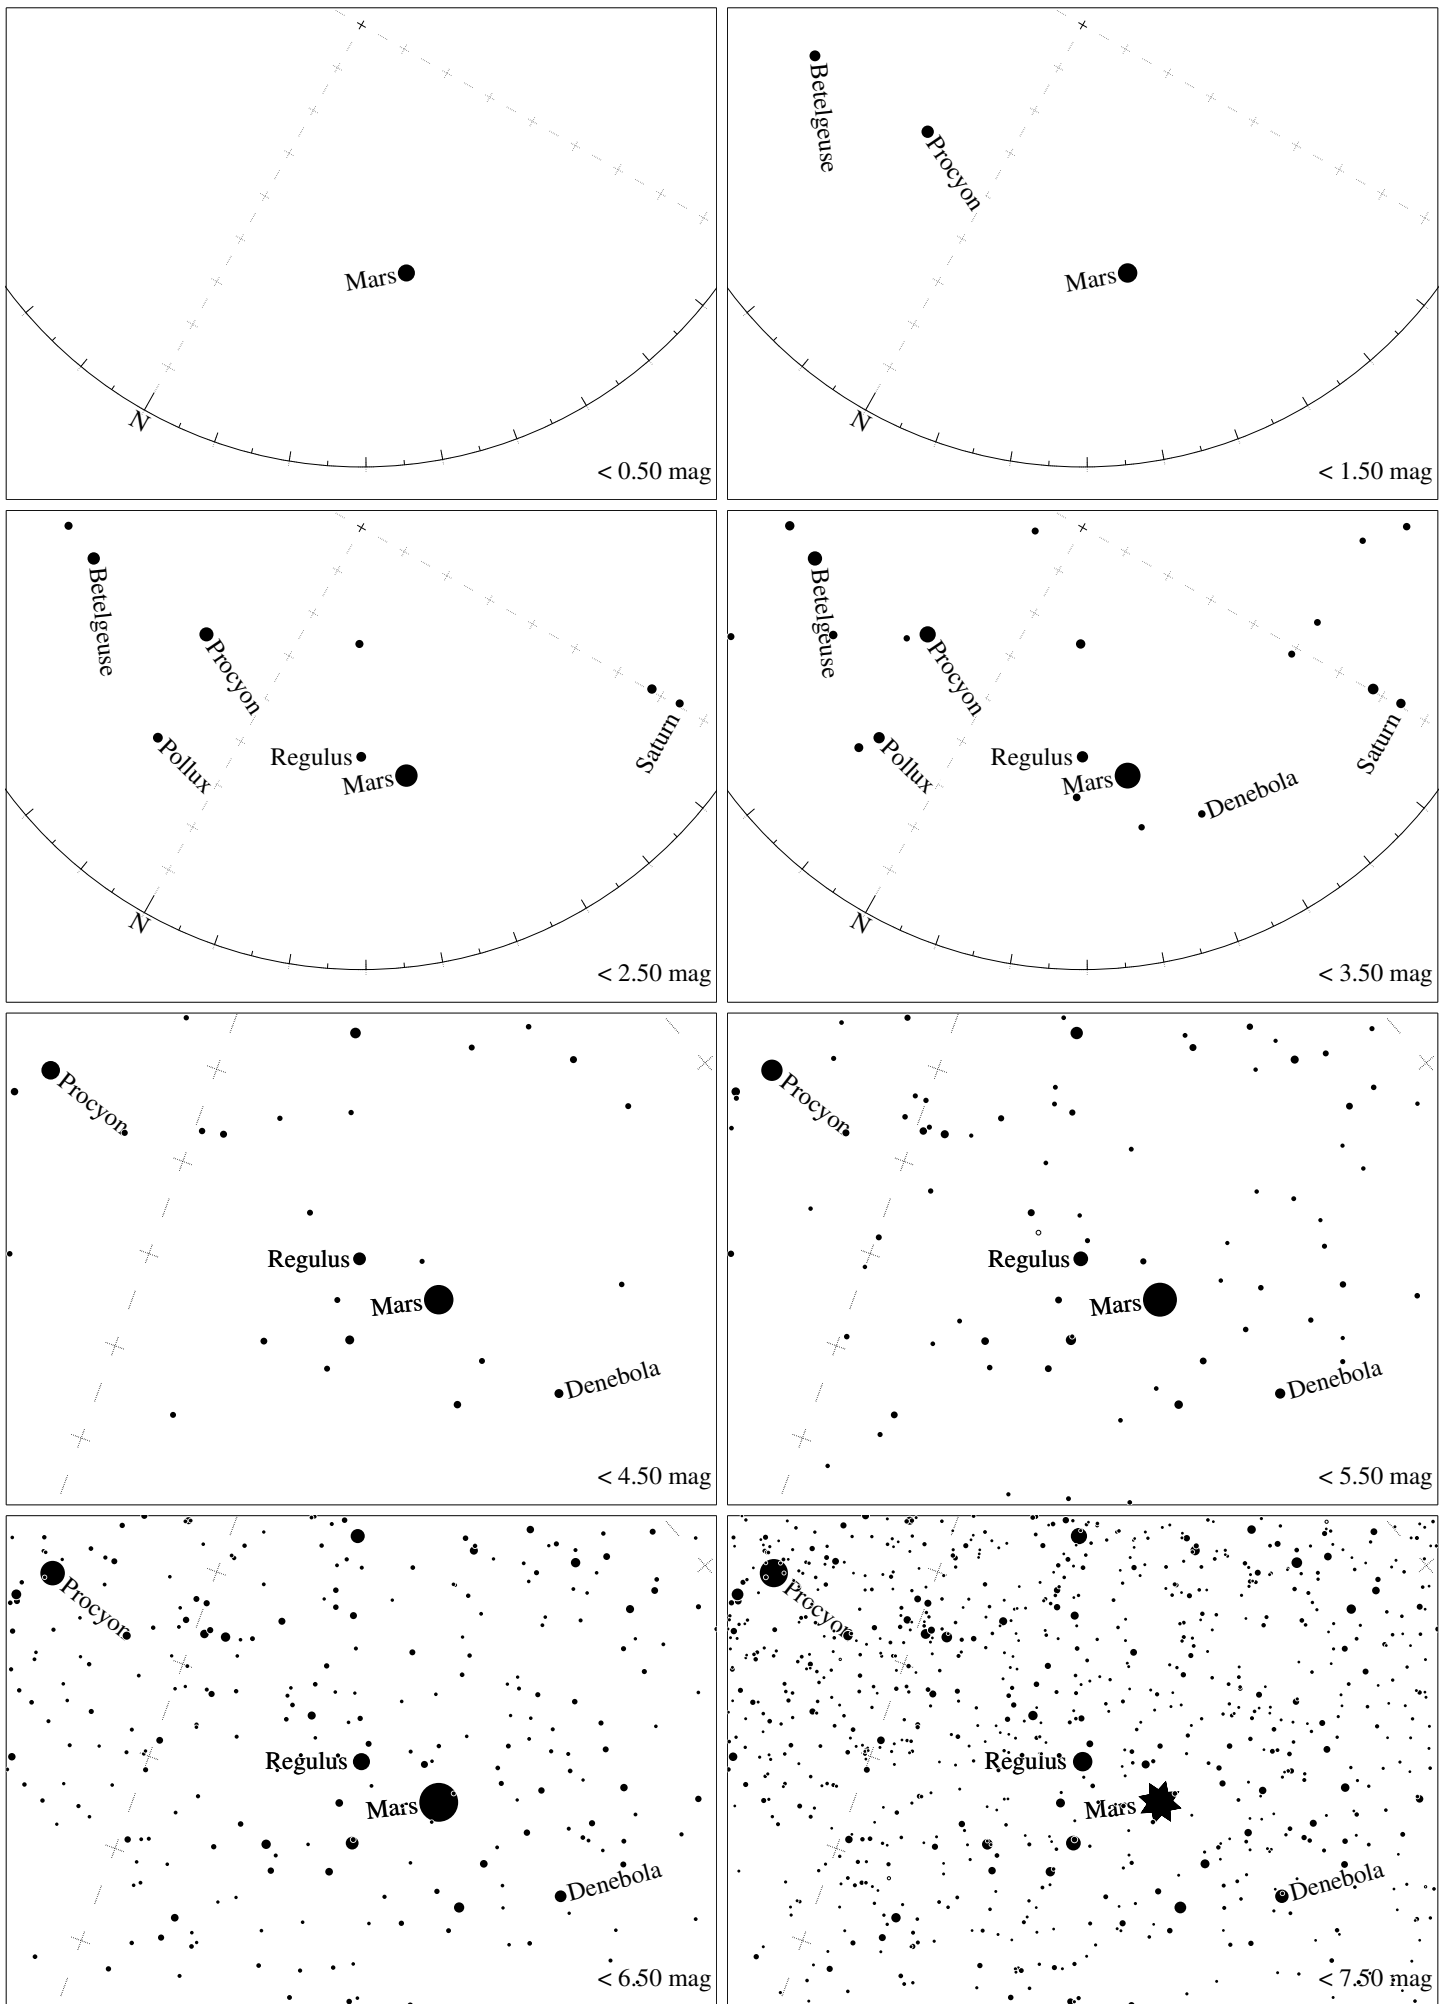 Mars
N
< 0.50 mag
Betelgeuse
Procyon
Mars
N
< 1.50 mag
Betelgeuse
Procyon
Pollux
Regulus
Mars
Saturn
N
< 2.50 mag
Betelgeuse
Procyon
Pollux
Regulus
Mars
Saturn
Denebola
N
< 3.50 mag
Procyon
Regulus
Mars
Denebola
< 4.50 mag
Procyon
Regulus
Mars
Denebola
< 5.50 mag
Procyon
Regulus
Mars
Denebola
< 6.50 mag
Procyon
Regulus
Mars
Denebola
< 7.50 mag